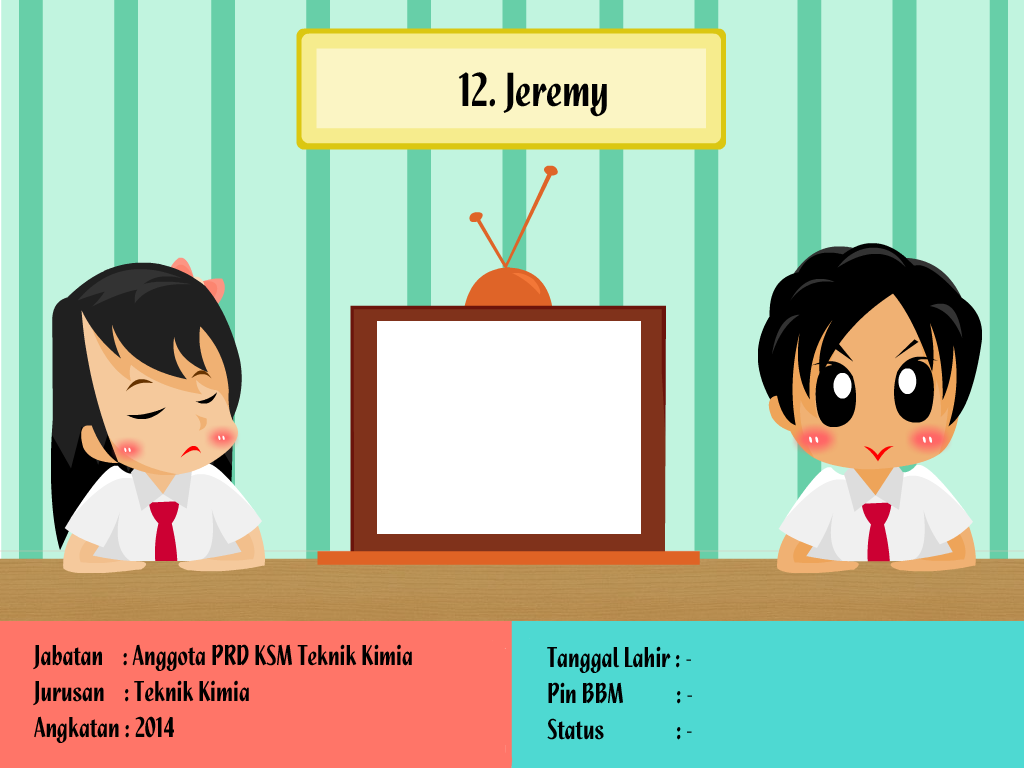 12. Jeremy
Jabatan : Anggota PRD KSM Teknik Kimia
Jurusan : Teknik Kimia
Angkatan : 2014
Tanggal Lahir : -
Pin BBM : -
Status : -